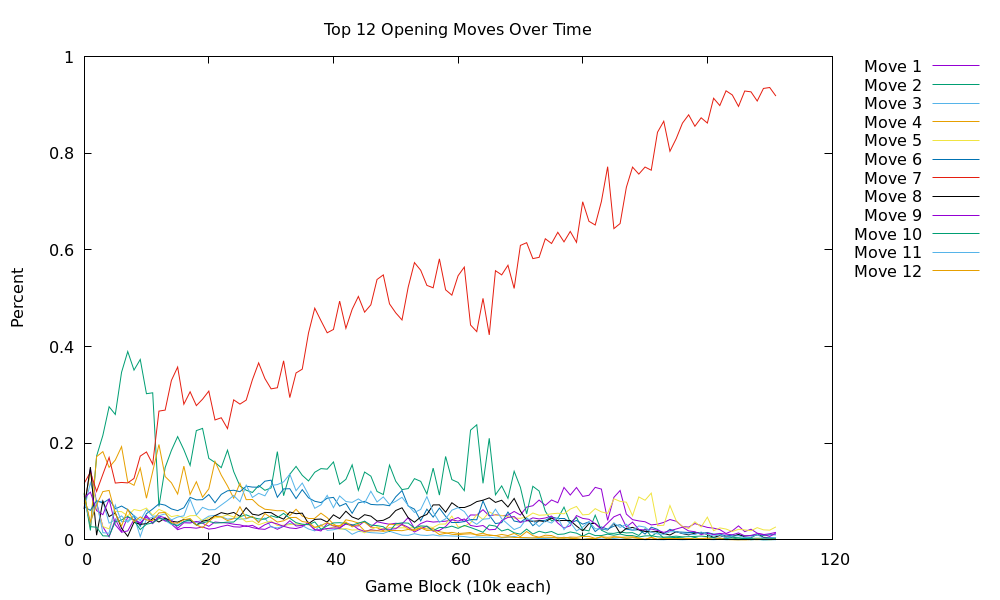 Top 12 Opening Moves Over Time
1
0.8
0.6
0.4
0.2
0
0
20
40
60
80
100
120
Percent
Game Block (10k each)
Move 1
Move 2
Move 3
Move 4
Move 5
Move 6
Move 7
Move 8
Move 9
Move 10
Move 11
Move 12